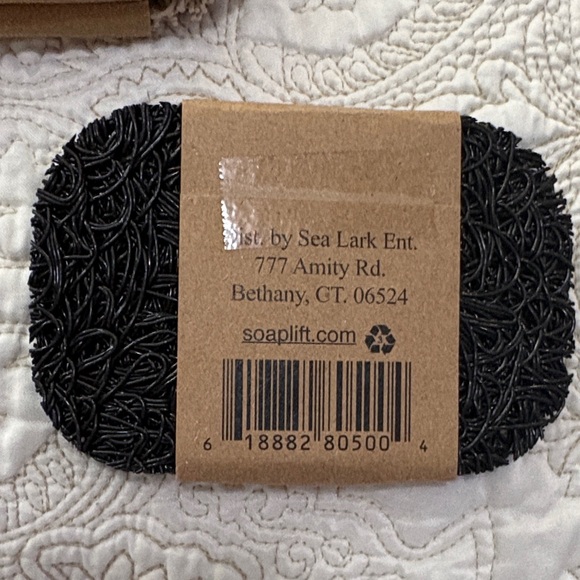 Dist. by Sea Lark Ent.
777 Amity Rd.
Bethany, CT. 06524
soaplift.com
6 18882 80500 4